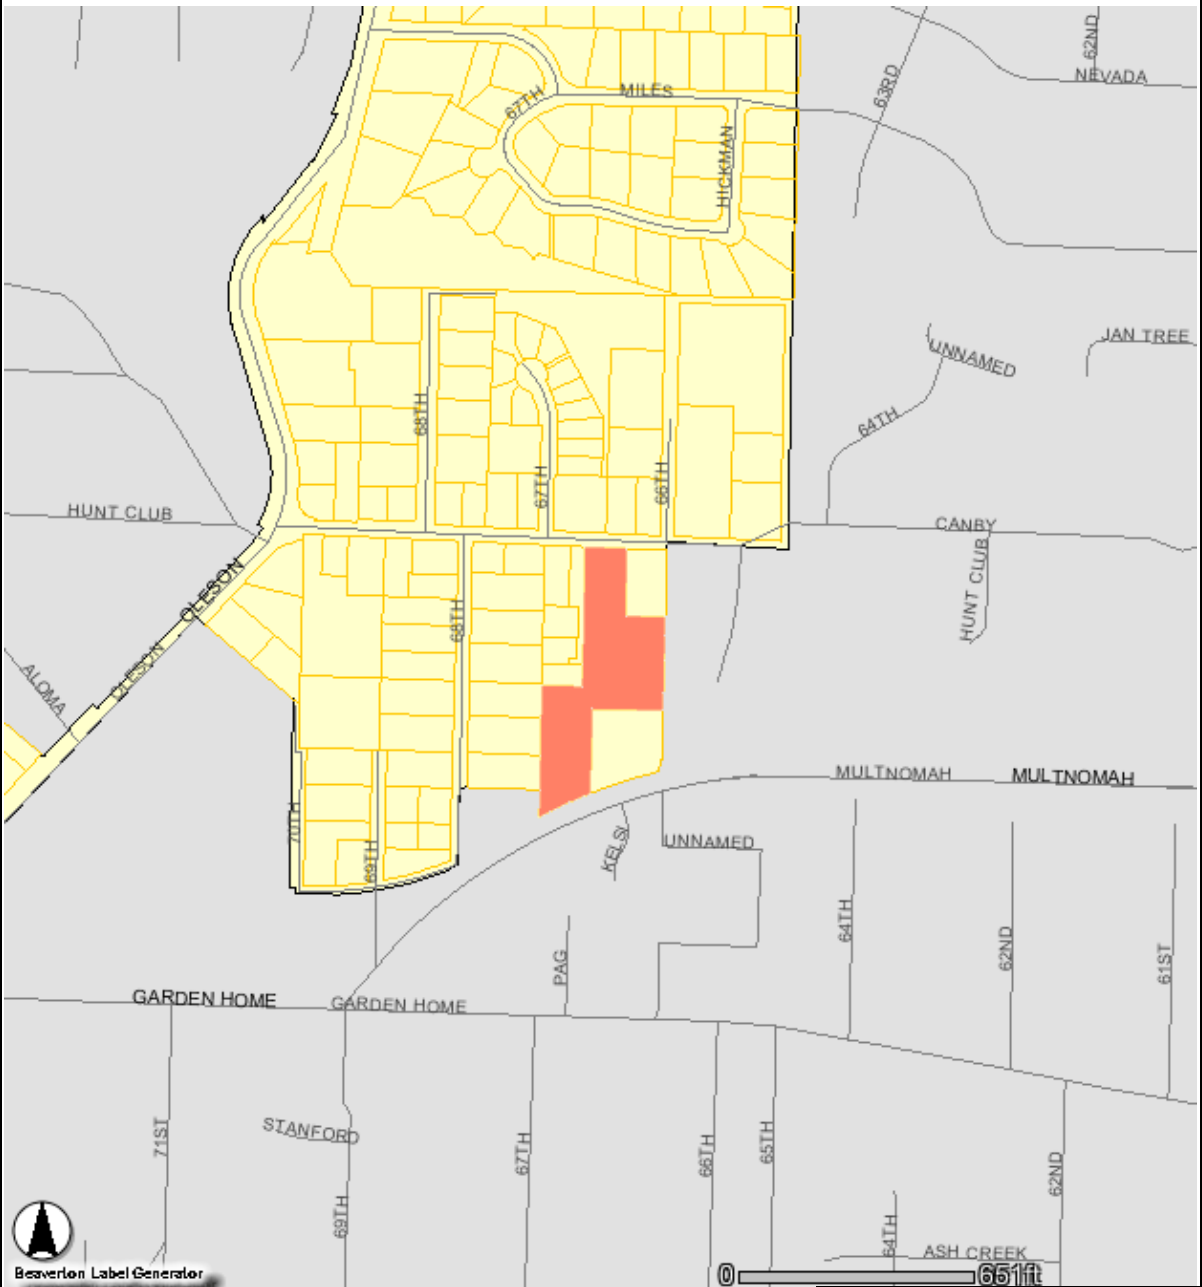 62ND
NEVADA
63RD
MILES
67TH
HICKMAN
JAN TREE
UNNAMED
64TH
68TH
67TH
66TH
HUNT CLUB
CANBY
HUNT CLUB
OLESON
68TH
OLESON
ALOMA
MULTNOMAH
MULTNOMAH
70TH
69TH
KELSI
UNNAMED
64TH
62ND
61ST
PAG
GARDEN HOME
GARDEN HOME
71ST
STANFORD
67TH
66TH
65TH
62ND
69TH
64TH
ASH CREEK
Beaverton Label Generator
0 651ft